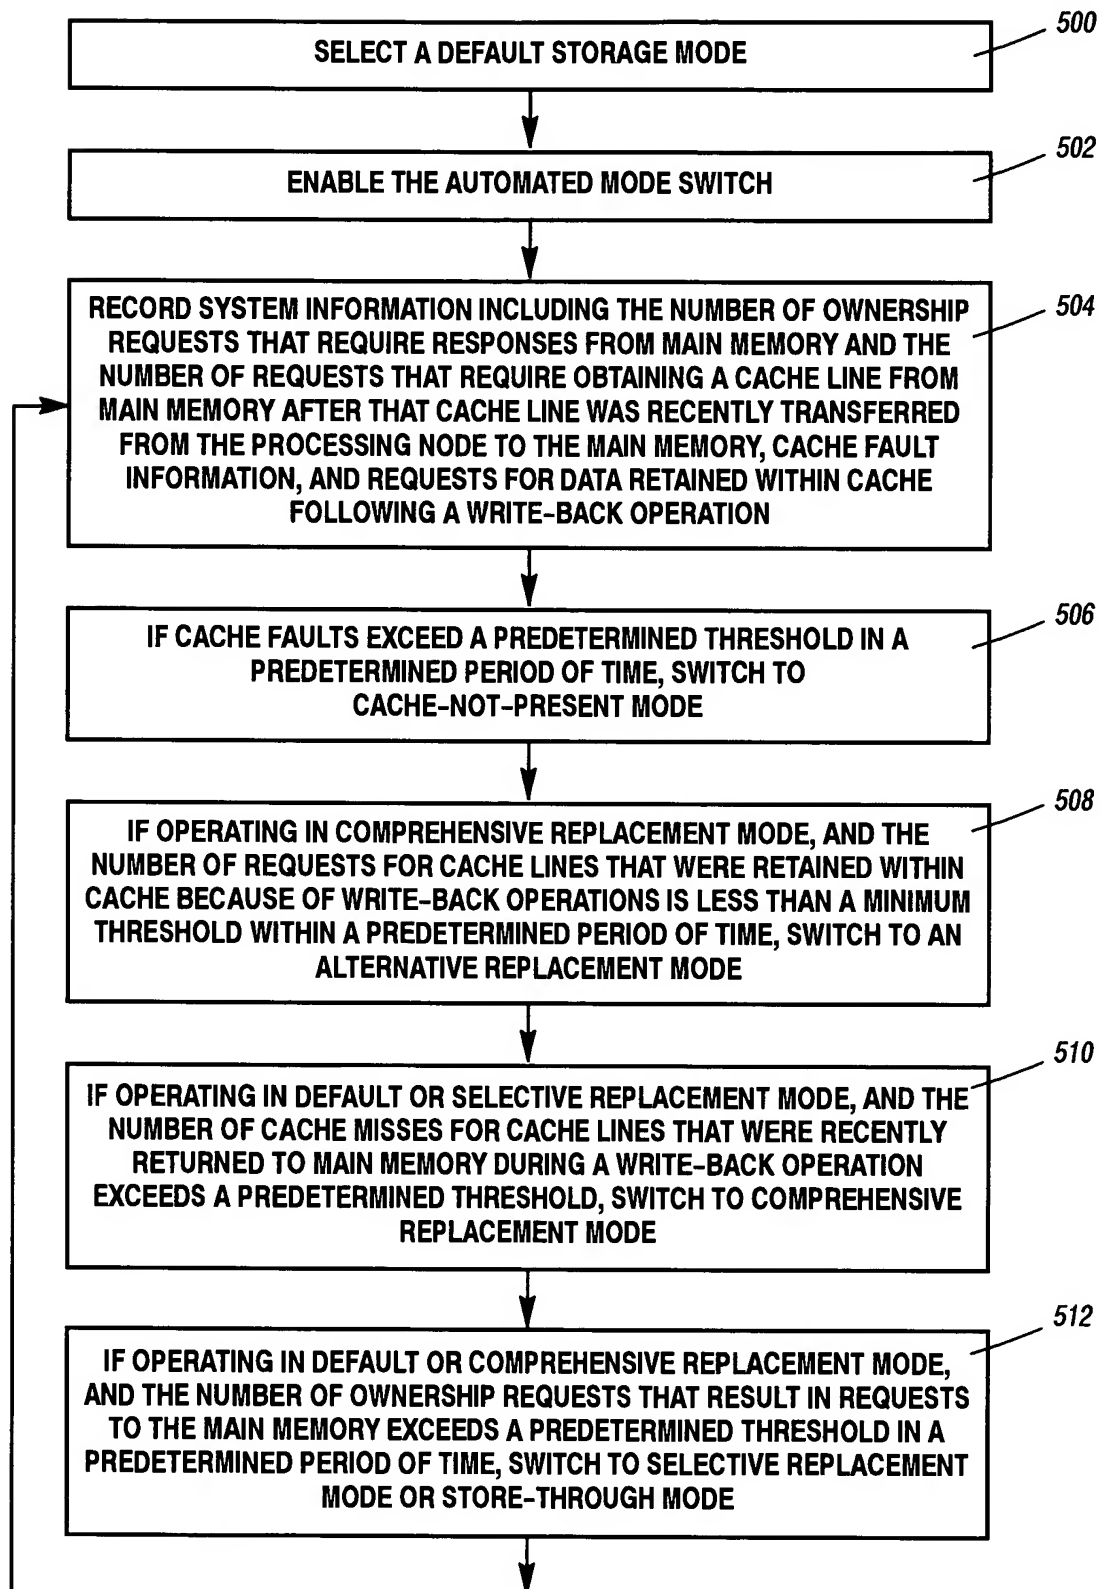 500
SELECT A DEFAULT STORAGE MODE
502
ENABLE THE AUTOMATED MODE SWITCH
504
RECORD SYSTEM INFORMATION INCLUDING THE NUMBER OF OWNERSHIP
REQUESTS THAT REQUIRE RESPONSES FROM MAIN MEMORY AND THE
NUMBER OF REQUESTS THAT REQUIRE OBTAINING A CACHE LINE FROM
MAIN MEMORY AFTER THAT CACHE LINE WAS RECENTLY TRANSFERRED
FROM THE PROCESSING NODE TO THE MAIN MEMORY, CACHE FAULT
INFORMATION, AND REQUESTS FOR DATA RETAINED WITHIN CACHE
FOLLOWING A WRITE-BACK OPERATION
506
IF CACHE FAULTS EXCEED A PREDETERMINED THRESHOLD IN A
PREDETERMINED PERIOD OF TIME, SWITCH TO
CACHE-NOT-PRESENT MODE
508
IF OPERATING IN COMPREHENSIVE REPLACEMENT MODE, AND THE
NUMBER OF REQUESTS FOR CACHE LINES THAT WERE RETAINED WITHIN
CACHE BECAUSE OF WRITE-BACK OPERATIONS IS LESS THAN A MINIMUM
THRESHOLD WITHIN A PREDETERMINED PERIOD OF TIME, SWITCH TO AN
ALTERNATIVE REPLACEMENT MODE
510
IF OPERATING IN DEFAULT OR SELECTIVE REPLACEMENT MODE, AND THE
NUMBER OF CACHE MISSES FOR CACHE LINES THAT WERE RECENTLY
RETURNED TO MAIN MEMORY DURING A WRITE-BACK OPERATION
EXCEEDS A PREDETERMINED THRESHOLD, SWITCH TO COMPREHENSIVE
REPLACEMENT MODE
512
IF OPERATING IN DEFAULT OR COMPREHENSIVE REPLACEMENT MODE,
AND THE NUMBER OF OWNERSHIP REQUESTS THAT RESULT IN REQUESTS
TO THE MAIN MEMORY EXCEEDS A PREDETERMINED THRESHOLD IN A
PREDETERMINED PERIOD OF TIME, SWITCH TO SELECTIVE REPLACEMENT
MODE OR STORE-THROUGH MODE